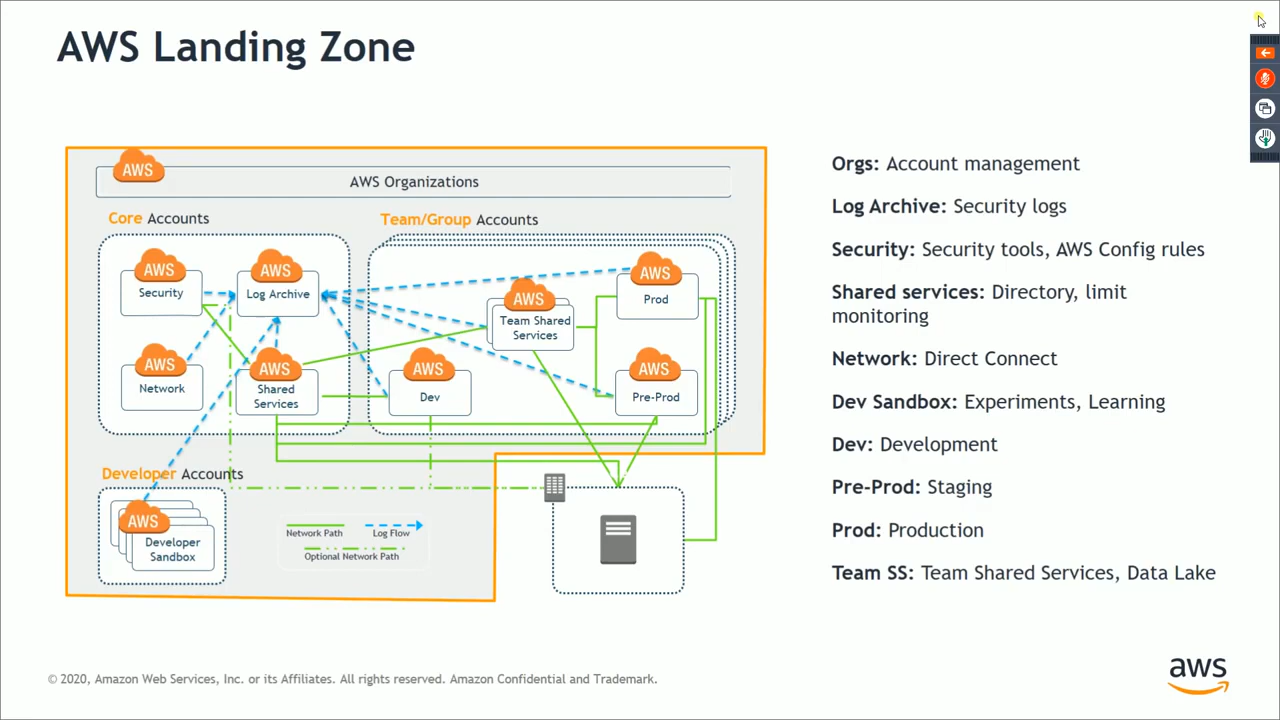 AWS Landing Zone
AWS
AWS Organizations
Core Accounts
Team/Group Accounts
AWS
Security
AWS
Log Archive
AWS
Network
AWS
Shared
Services
AWS
Team Shared
Services
AWS
Prod
AWS
Dev
AWS
Pre-Prod
Developer Accounts
AWS
Developer
Sandbox
Network Path
Log Flow
Optional Network Path
Orgs: Account management
Log Archive: Security logs
Security: Security tools, AWS Config rules
Shared services: Directory, limit
monitoring
Network: Direct Connect
Dev Sandbox: Experiments, Learning
Dev: Development
Pre-Prod: Staging
Prod: Production
Team SS: Team Shared Services, Data Lake
© 2020, Amazon Web Services, Inc. or its Affiliates. All rights reserved. Amazon Confidential and Trademark.
aws